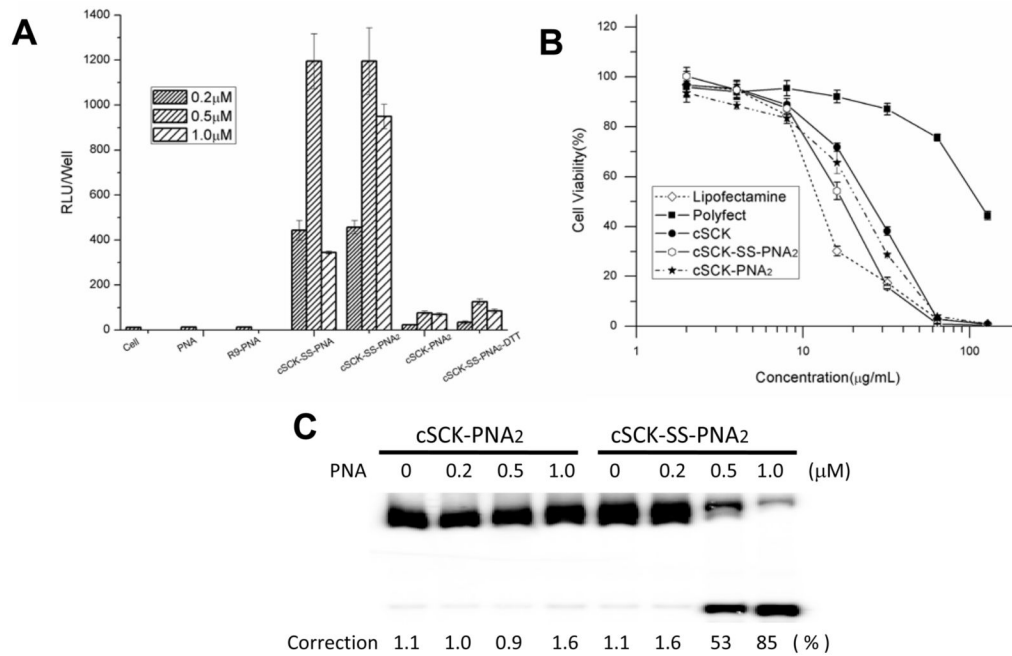 A
1400
1200
1000
800
600
400
200
0
RLU/Well
0.2μM
0.5μM
1.0μM
Cell
PNA
R9-PNA
cSCK-SS-PNA
cSCK-SS-PNA2
cSCK-PNA2
cSCK-SS-PNA2-DTT
B
120
100
80
60
40
20
0
Cell Viability(%)
Lipofectamine
Polyfect
cSCK
cSCK-SS-PNA2
cSCK-PNA2
1 10 100
Concentration(μg/mL)
C
cSCK-PNA2 cSCK-SS-PNA2
PNA 0 0.2 0.5 1.0 0 0.2 0.5 1.0 (μM)
Correction 1.1 1.0 0.9 1.6 1.1 1.6 53 85 (%)